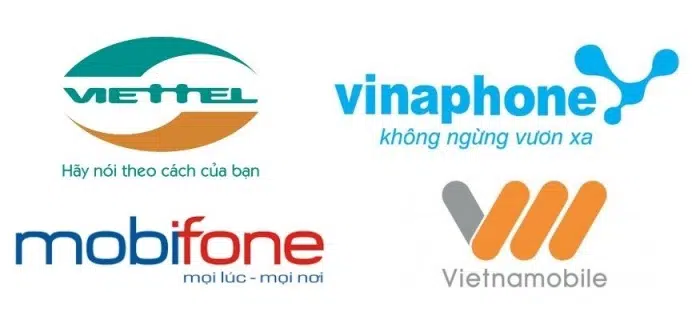 VIETTEL
Hãy nói theo cách của bạn
vinaphone
không ngừng vươn xa
mobifone
mọi lúc - mọi nơi
Vietnamobile